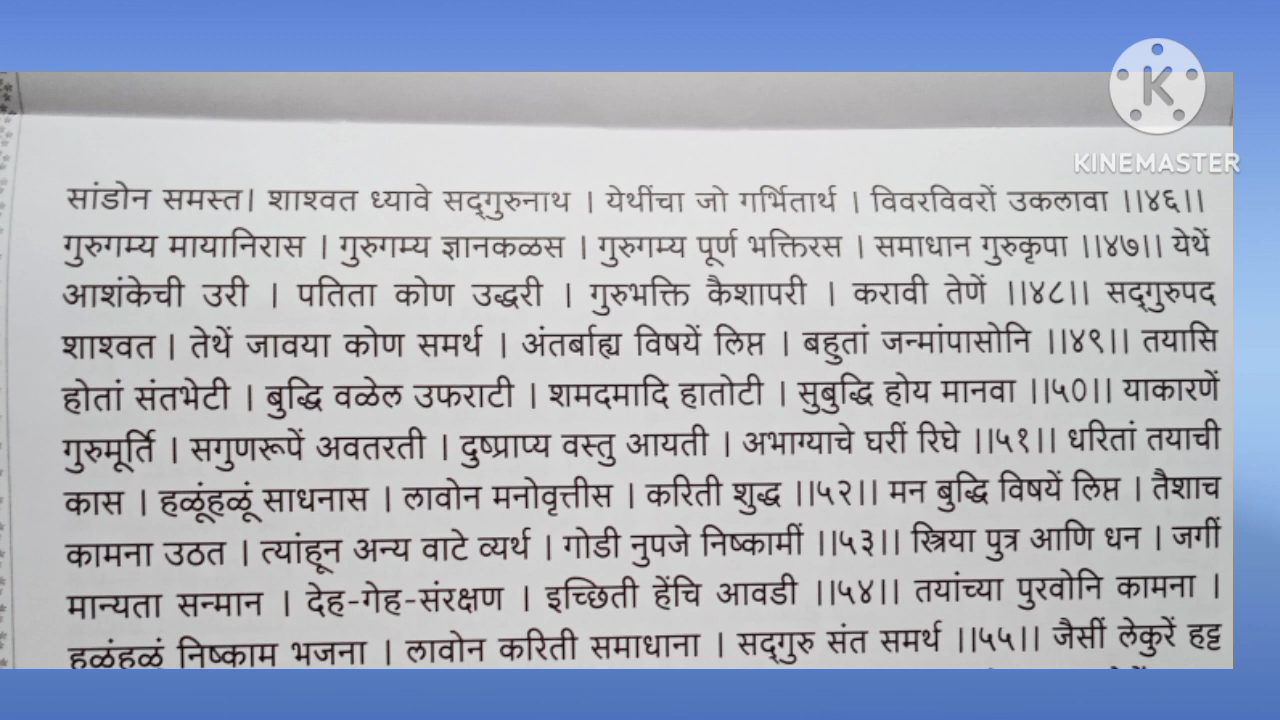 K
KINEMASTER
सांडोन समस्त। शाश्वत ध्यावे सद्‌गुरुनाथ । येथींचा जो गर्भितार्थ । विवरविवरों उकलावा ।।४६।।
गुरुगम्य मायानिरास । गुरुगम्य ज्ञानकळस । गुरुगम्य पूर्ण भक्तिरस । समाधान गुरुकृपा ।।४७।। येथें
आशंकेची उरी । पतिता कोण उद्धरी । गुरुभक्ति कैशापरी । करावी तेणें ।।४८।। सद्‌गुरुपद
शाश्वत । तेथें जावया कोण समर्थ । अंतर्बाह्य विषयें लिप्त । बहुतां जन्मांपासोनि ।।४९।। तयासि
होतां संतभेटी । बुद्धि वळेल उफराटी । शमदमादि हातोटी । सुबुद्धि होय मानवा ।।५०।। याकारणें
गुरुमूर्ति । सगुणरूपें अवतरती । दुष्प्राप्य वस्तु आयती । अभाग्याचे घरीं रिघे ।।५१।। धरितां तयाची
कास । हळूंहळूं साधनास । लावोन मनोवृत्तीस । करिती शुद्ध ।।५२।। मन बुद्धि विषयें लिप्त । तैशाच
कामना उठत । त्यांहून अन्य वाटे व्यर्थ । गोडी नुपजे निष्कामीं ।।५३।। स्त्रिया पुत्र आणि धन । जगीं
मान्यता सन्मान । देह-गेह-संरक्षण । इच्छिती हेंचि आवडी ।।५४।। तयांच्या पुरवोनि कामना ।
हळूंहळूं निष्काम भजना । लावोन करिती समाधाना । सद्‌गुरु संत समर्थ ।।५५।। जैसीं लेकुरें हट्ट